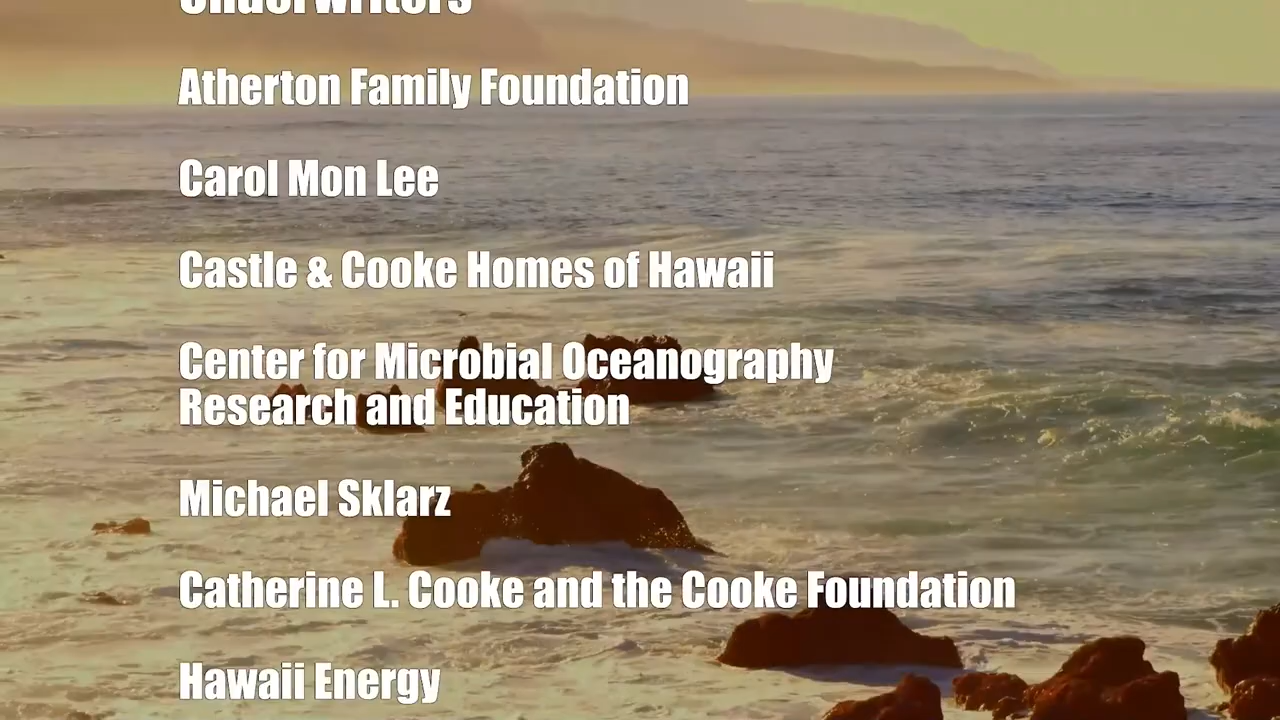 Underwriters
Atherton Family Foundation
Carol Mon Lee
Castle & Cooke Homes of Hawaii
Center for Microbial Oceanography
Research and Education
Michael Sklarz
Catherine L. Cooke and the Cooke Foundation
Hawaii Energy